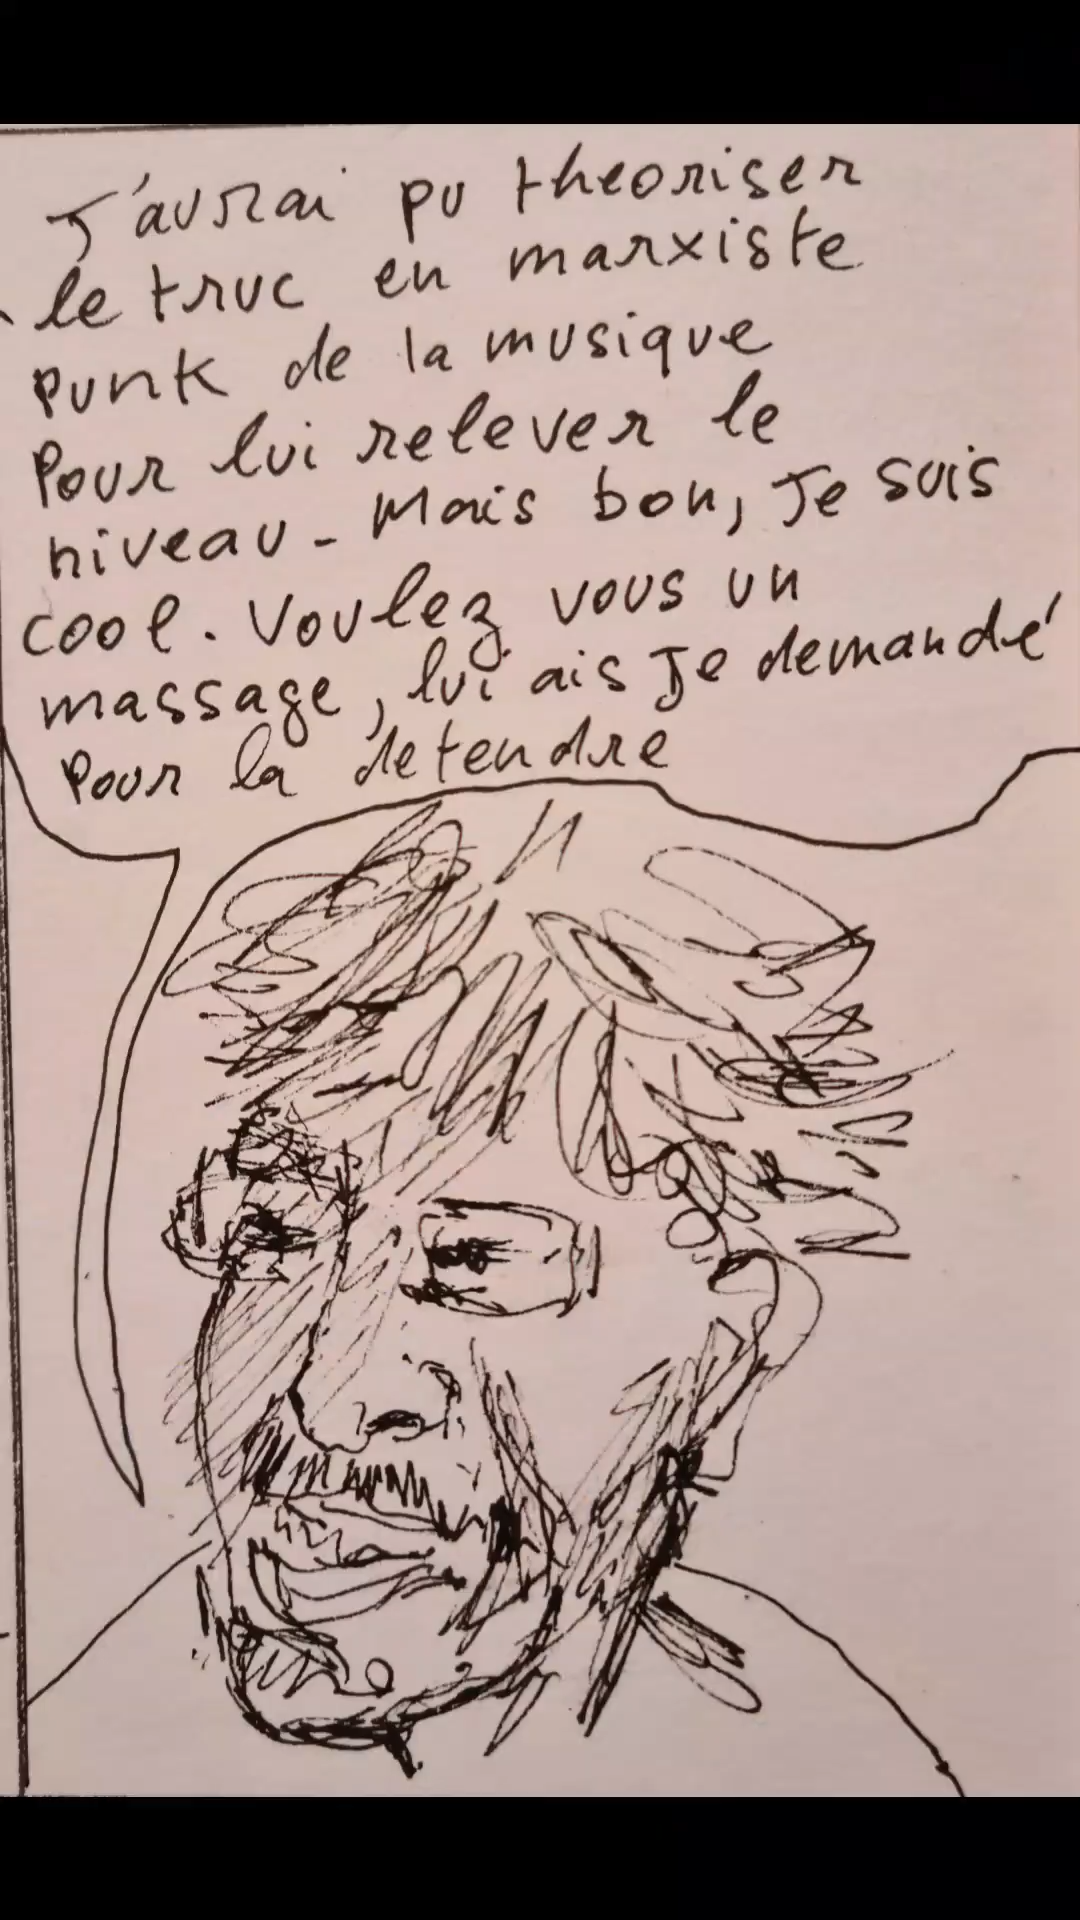 J'aurai pu theoriser
le truc en marxiste
punk de la musique
Pour lui relever le
niveau - Mais bon, Je suis
cool. Voulez vous un
massage, lui ais Je demandé
Pour la detendre